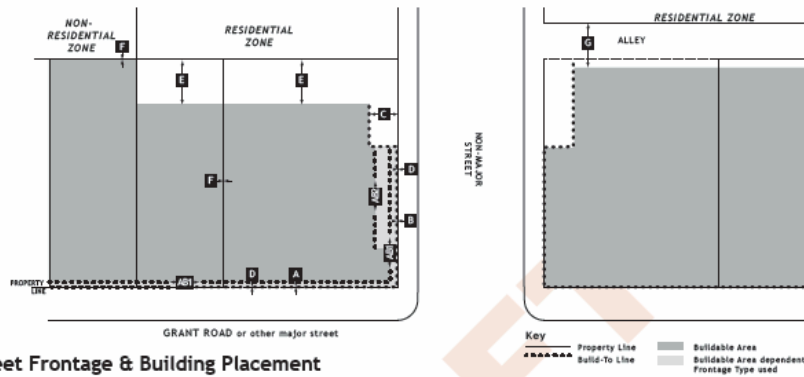 NON-
RESIDENTIAL
ZONE
F
RESIDENTIAL
ZONE
RESIDENTIAL ZONE
G
ALLEY
E
E
C
NON-MAJOR
STREET
D
F
B
D
A
AB1
PROPERTY
LINE
GRANT ROAD or other major street
Key
Property Line
Build-To Line
Buildable Area
Buildable Area dependent
Frontage Type used
eet Frontage & Building Placement